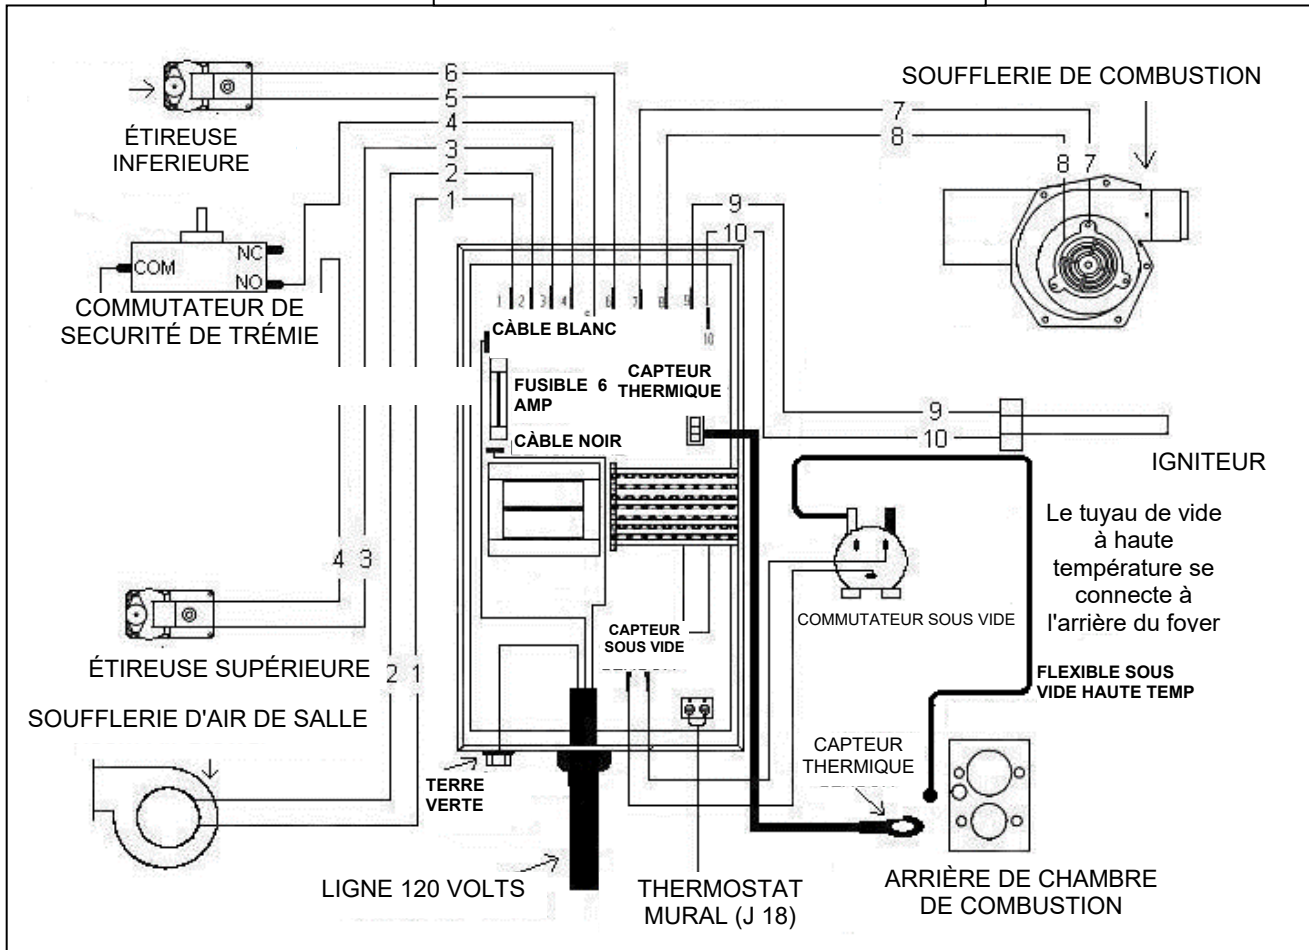 6
5
4
3
2
1
ÉTIREUSE
INFERIEURE
SOUFFLERIE DE COMBUSTION
7
8
8 7
9
10
NC
COM
NO
COMMUTATEUR DE
SECURITÉ DE TRÉMIE
1 2 3 4 6 7 8 9
10
CÀBLE BLANC
FUSIBLE 6
AMP
CAPTEUR
THERMIQUE
CÀBLE NOIR
9
10
IGNITEUR
Le tuyau de vide
à haute
température se
connecte à
l'arrière du foyer
COMMUTATEUR SOUS VIDE
FLEXIBLE SOUS
VIDE HAUTE TEMP
4 3
ÉTIREUSE SUPÉRIEURE
2 1
SOUFFLERIE D'AIR DE SALLE
CAPTEUR
SOUS VIDE
CAPTEUR
THERMIQUE
TERRE
VERTE
LIGNE 120 VOLTS
THERMOSTAT
MURAL (J 18)
ARRIÈRE DE CHAMBRE
DE COMBUSTION